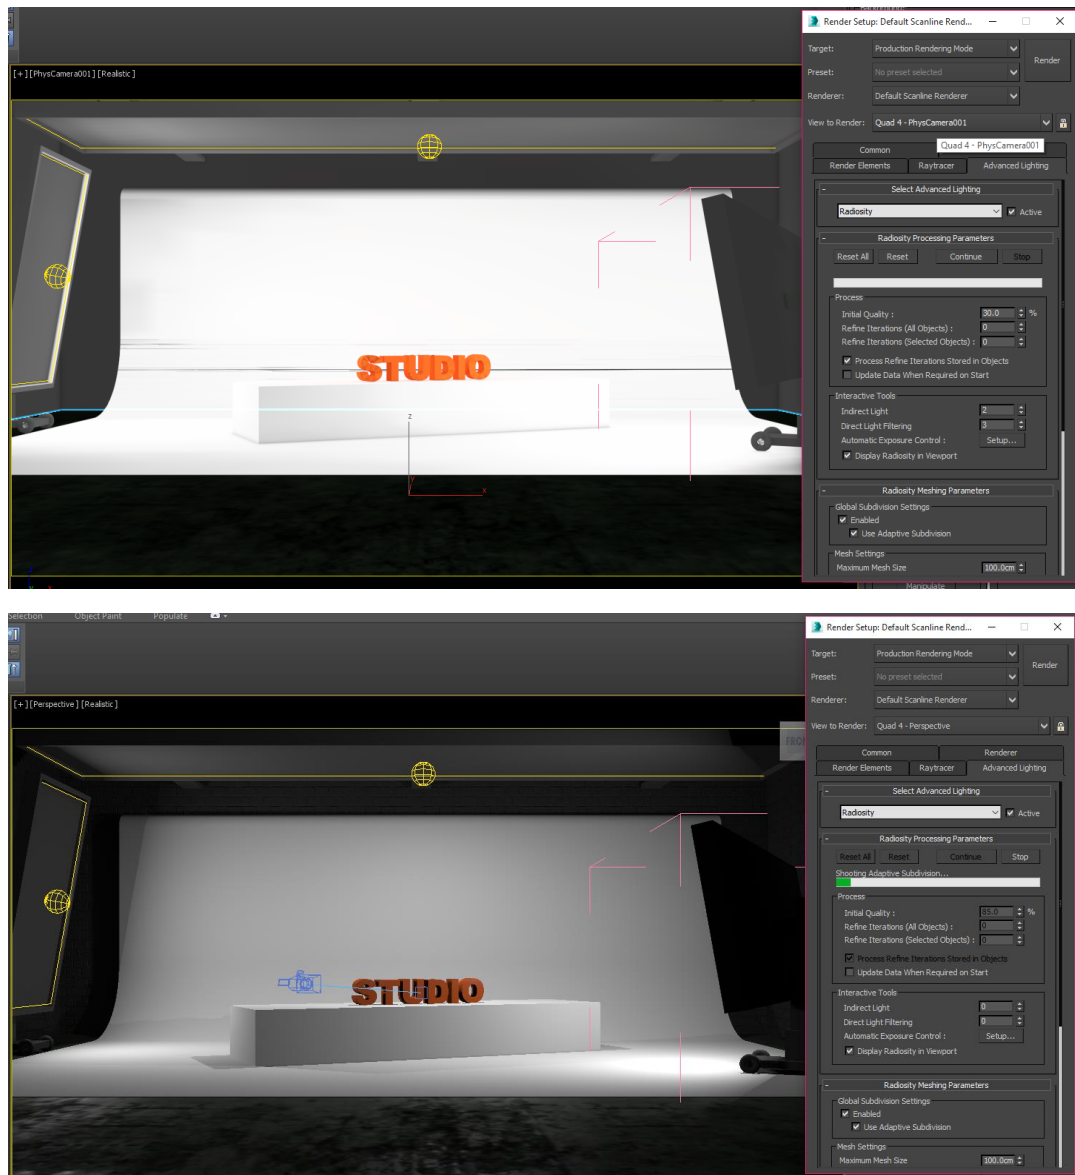 Render Setup: Default Scanline Rend...
Target: Production Rendering Mode
Render
[+] [PhysCamera001] [Realistic]
Preset: No preset selected
Renderer: Default Scanline Renderer
View to Render: Quad 4 - PhysCamera001
Common
Quad 4 - PhysCamera001
Render Elements Raytracer Advanced Lighting
- Select Advanced Lighting
Radiosity Active
- Radiosity Processing Parameters
Reset All Reset Continue Stop
Process
Initial Quality : 30.0 %
Refine Iterations (All Objects) : 0
Refine Iterations (Selected Objects) : 0
Process Refine Iterations Stored in Objects
Update Data When Required on Start
Interactive Tools
Indirect Light 2
Direct Light Filtering 3
Automatic Exposure Control : Setup...
Display Radiosity in Viewport
STUDIO
z
y
x
- Radiosity Meshing Parameters
Global Subdivision Settings
Enabled
Use Adaptive Subdivision
Mesh Settings
Maximum Mesh Size 100.0cm
Manipulate
Selection Object Paint Populate
Render Setup: Default Scanline Rend...
Target: Production Rendering Mode
Render
Preset: No preset selected
[+] [Perspective] [Realistic]
Renderer: Default Scanline Renderer
View to Render: Quad 4 - Perspective
Common Renderer
Render Elements Raytracer Advanced Lighting
- Select Advanced Lighting
Radiosity Active
- Radiosity Processing Parameters
Reset All Reset Continue Stop
Shooting Adaptive Subdivision...
Process
Initial Quality : 85.0 %
Refine Iterations (All Objects) : 0
Refine Iterations (Selected Objects) : 0
Process Refine Iterations Stored in Objects
Update Data When Required on Start
Interactive Tools
Indirect Light 0
Direct Light Filtering 0
Automatic Exposure Control : Setup...
Display Radiosity in Viewport
STUDIO
- Radiosity Meshing Parameters
Global Subdivision Settings
Enabled
Use Adaptive Subdivision
Mesh Settings
Maximum Mesh Size 100.0cm